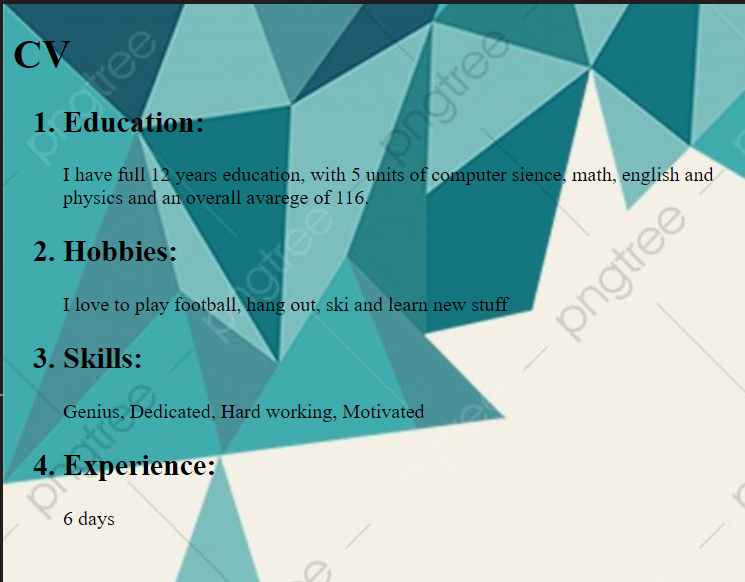 CV
1. Education:
I have full 12 years education, with 5 units of computer sience, math, english and
physics and an overall avarege of 116.
2. Hobbies:
I love to play football, hang out, ski and learn new stuff
3. Skills:
Genius, Dedicated, Hard working, Motivated
4. Experience:
6 days
pngtree
pngtree
pngtree
pngtree
pngtree